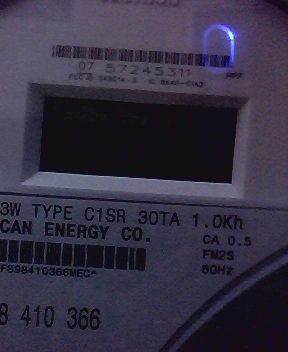 07 57245311
3W TYPE C1SR 30TA 1.0Kh
CAN ENERGY CO.
CA 0.5
FM2S
60Hz
F898410366MEC*
8 410 366